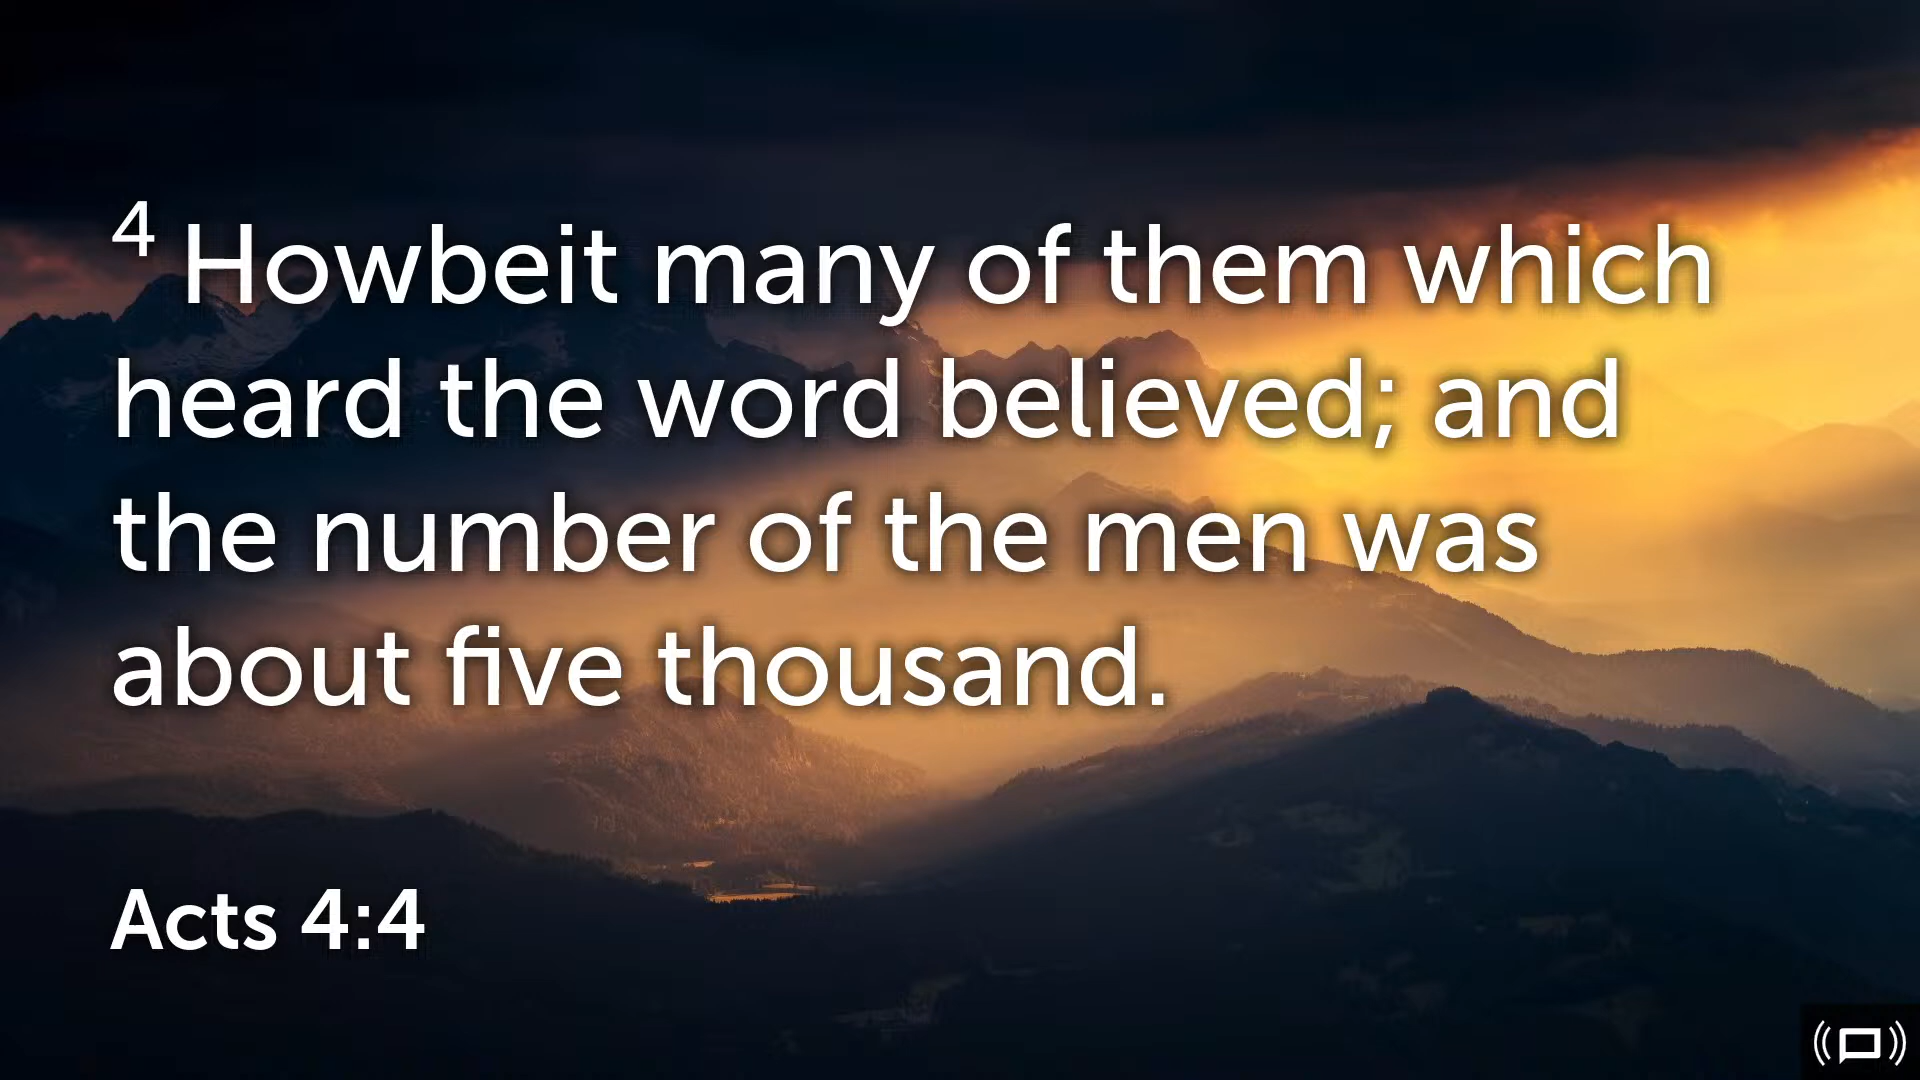 4 Howbeit many of them which
heard the word believed; and
the number of the men was
about five thousand.
Acts 4:4